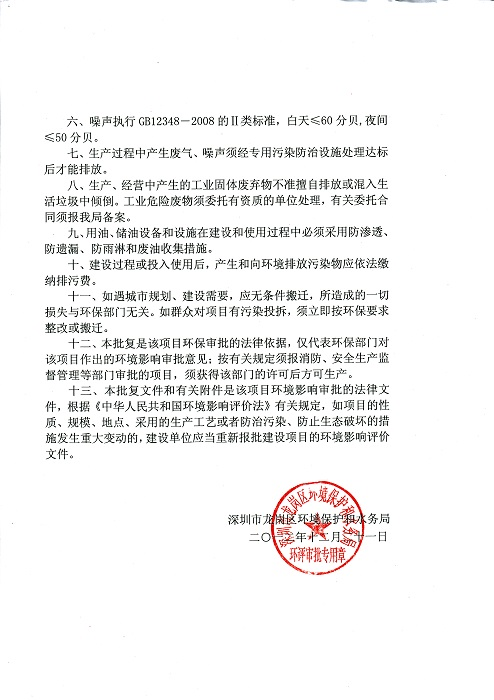 六、噪声执行 GB12348－2008 的Ⅱ类标准，白天≤60 分贝,夜间
≤50 分贝。
七、生产过程中产生废气、噪声须经专用污染防治设施处理达标
后才能排放。
八、生产、经营中产生的工业固体废弃物不准擅自排放或混入生
活垃圾中倾倒。工业危险废物须委托有资质的单位处理，有关委托合
同须报我局备案。
九、用油、储油设备和设施在建设和使用过程中必须采用防渗透、
防遗漏、防雨淋和废油收集措施。
十、建设过程或投入使用后，产生和向环境排放污染物应依法缴
纳排污费。
十一、如遇城市规划、建设需要，应无条件搬迁，所造成的一切
损失与环保部门无关。如群众对项目有污染投拆，须立即按环保要求
整改或搬迁。
十二、本批复是该项目环保审批的法律依据，仅代表环保部门对
该项目作出的环境影响审批意见；按有关规定须报消防、安全生产监
督管理等部门审批的项目，须获得该部门的许可后方可生产。
十三、本批复文件和有关附件是该项目环境影响审批的法律文
件，根据《中华人民共和国环境影响评价法》有关规定，如项目的性
质、规模、地点、采用的生产工艺或者防治污染、防止生态破坏的措
施发生重大变动的，建设单位应当重新报批建设项目的环境影响评价
文件。
深圳市龙岗区环境保护和水务局
二〇一 年十二月 十一日
深圳市龙岗区环境保护和水务局
环评审批专用章